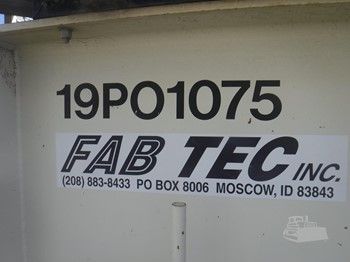 19PO1075
FAB TEC INC.
(208) 883-8433 PO BOX 8006 MOSCOW, ID 83843